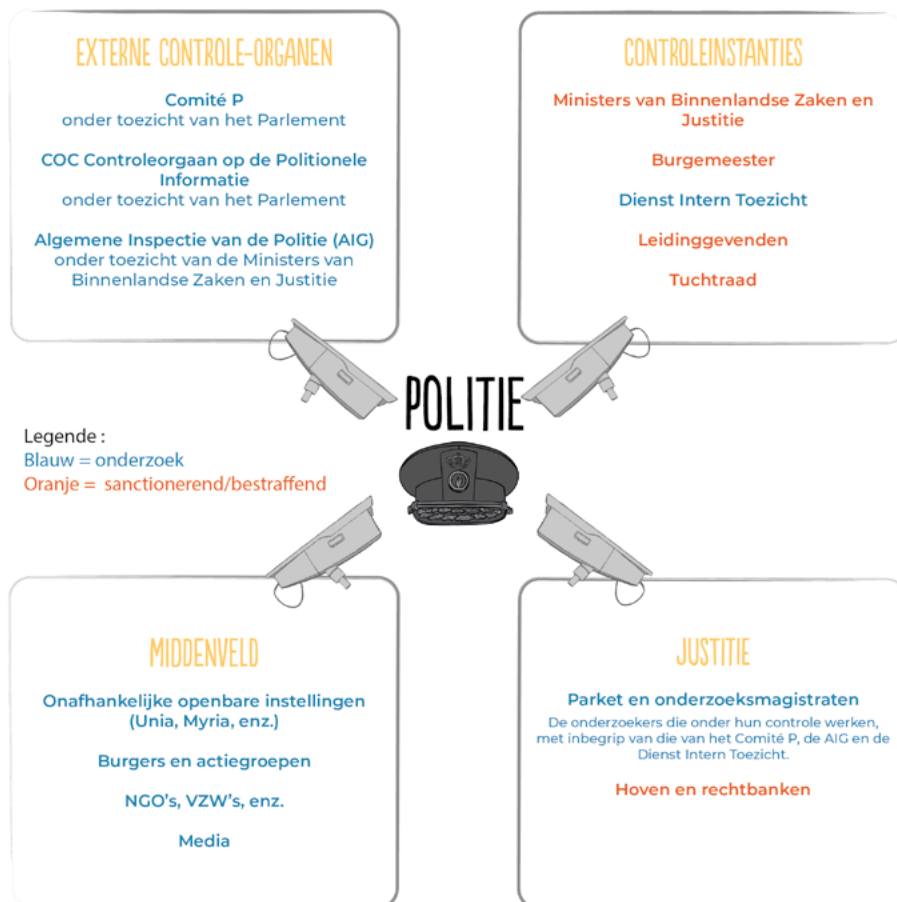 EXTERNE CONTROLE-ORGANEN
Comité P
onder toezicht van het Parlement
COC Controleorgaan op de Politionele
Informatie
onder toezicht van het Parlement
Algemene Inspectie van de Politie (AIG)
onder toezicht van de Ministers van
Binnenlandse Zaken en Justitie
CONTROLEINSTANTIES
Ministers van Binnenlandse Zaken en
Justitie
Burgemeester
Dienst Intern Toezicht
Leidinggevenden
Tuchtraad
POLITIE
Legende :
Blauw = onderzoek
Oranje = sanctionerend/bestraffend
MIDDENVELD
Onafhankelijke openbare instellingen
(Unia, Myria, enz.)
Burgers en actiegroepen
NGO's, VZW's, enz.
Media
JUSTITIE
Parket en onderzoeksmagistraten
De onderzoekers die onder hun controle werken,
met inbegrip van die van het Comité P, de AIG en de
Dienst Intern Toezicht.
Hoven en rechtbanken